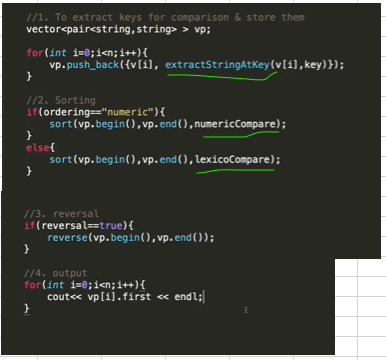 //1. To extract keys for comparison & store them
vector<pair<string,string> > vp;
for(int i=0;i<n;i++){
vp.push_back({v[i], extractStringAtKey(v[i],key)});
}
//2. Sorting
if(ordering=="numeric"){
sort(vp.begin(),vp.end(),numericCompare);
}
else{
sort(vp.begin(),vp.end(),lexicoCompare);
}
//3. reversal
if(reversal==true){
reverse(vp.begin(),vp.end());
}
//4. output
for(int i=0;i<n;i++){
cout<< vp[i].first << endl;
}